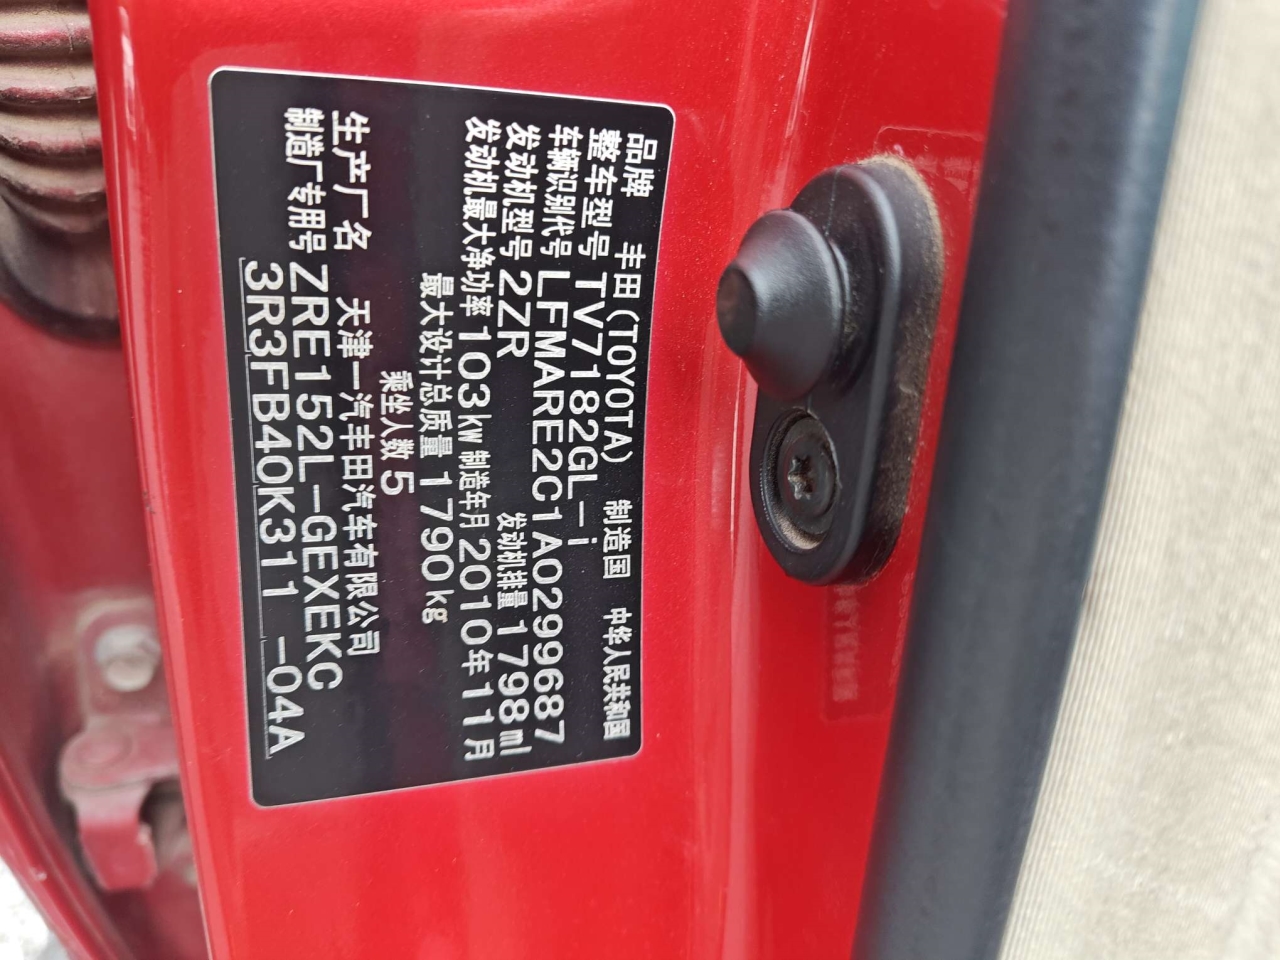 品牌 丰田(TOYOTA) 制造国 中华人民共和国
整车型号 TV7182GL-i
车辆识别代号 LFMARE2C1A0299687
发动机型号 2ZR 发动机排量 1798ml
发动机最大净功率 103kw 制造年月 2010年11月
最大设计总质量 1790kg
乘坐人数 5
生产厂名 天津一汽丰田汽车有限公司
制造厂专用号 ZRE152L-GEXEKC
3R3FB40K311 -04A